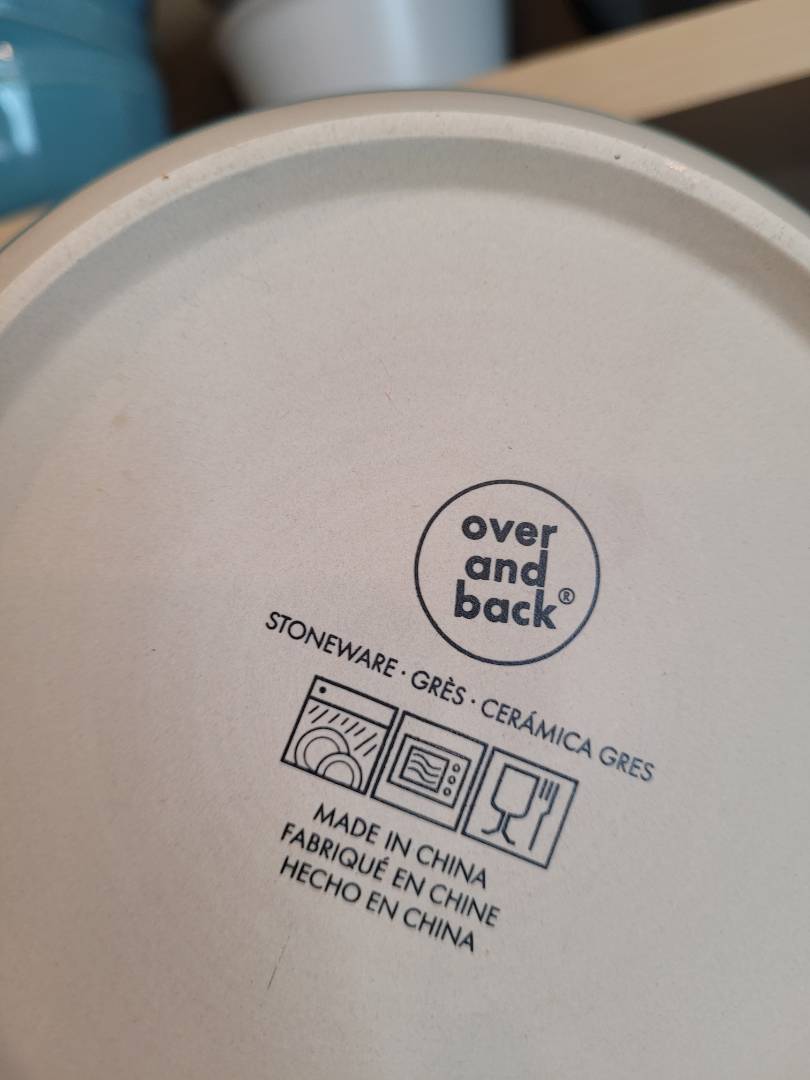 over
and
back®
STONEWARE · GRÈS · CERÁMICA GRES
MADE IN CHINA
FABRIQUÉ EN CHINE
HECHO EN CHINA